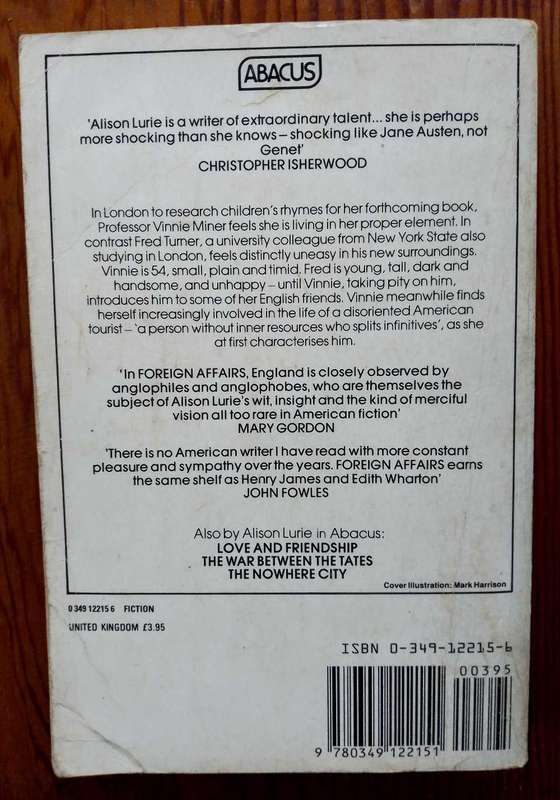 ABACUS
'Alison Lurie is a writer of extraordinary talent... she is perhaps
more shocking than she knows – shocking like Jane Austen, not
Genet'
CHRISTOPHER ISHERWOOD
In London to research children's rhymes for her forthcoming book,
Professor Vinnie Miner feels she is living in her proper element. In
contrast Fred Turner, a university colleague from New York State also
studying in London, feels distinctly uneasy in his new surroundings.
Vinnie is 54, small, plain and timid. Fred is young, tall, dark and
handsome, and unhappy – until Vinnie, taking pity on him,
introduces him to some of her English friends. Vinnie meanwhile finds
herself increasingly involved in the life of a disoriented American
tourist – 'a person without inner resources who splits infinitives', as she
at first characterises him.
'In FOREIGN AFFAIRS, England is closely observed by
anglophiles and anglophobes, who are themselves the
subject of Alison Lurie's wit, insight and the kind of merciful
vision all too rare in American fiction'
MARY GORDON
'There is no American writer I have read with more constant
pleasure and sympathy over the years. FOREIGN AFFAIRS earns
the same shelf as Henry James and Edith Wharton'
JOHN FOWLES
Also by Alison Lurie in Abacus:
LOVE AND FRIENDSHIP
THE WAR BETWEEN THE TATES
THE NOWHERE CITY
Cover Illustration: Mark Harrison
0 349 12215 6 FICTION
UNITED KINGDOM £3.95
ISBN 0-349-12215-6
00395
9 780349 122151